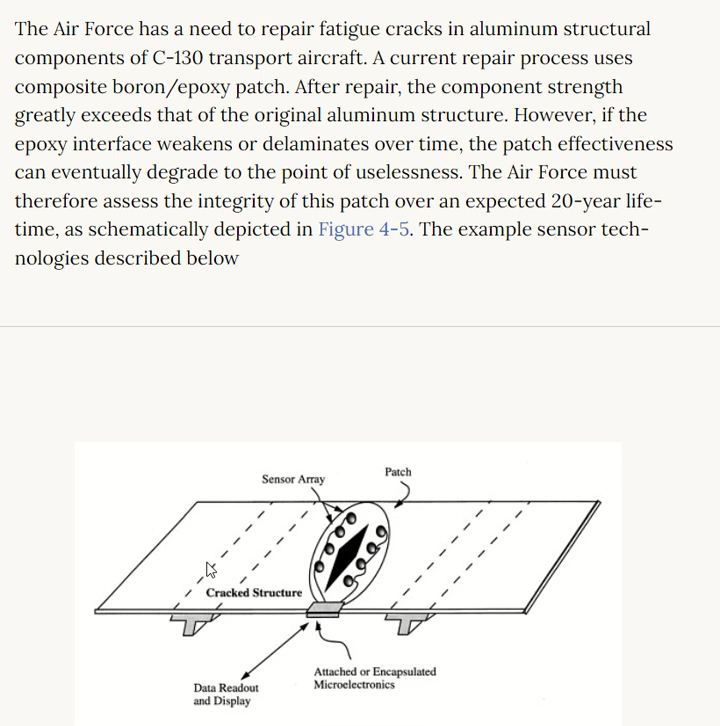 The Air Force has a need to repair fatigue cracks in aluminum structural
components of C-130 transport aircraft. A current repair process uses
composite boron/epoxy patch. After repair, the component strength
greatly exceeds that of the original aluminum structure. However, if the
epoxy interface weakens or delaminates over time, the patch effectiveness
can eventually degrade to the point of uselessness. The Air Force must
therefore assess the integrity of this patch over an expected 20-year life-
time, as schematically depicted in Figure 4-5. The example sensor tech-
nologies described below
Patch
Sensor Array
Cracked Structure
Attached or Encapsulated
Microelectronics
Data Readout
and Display